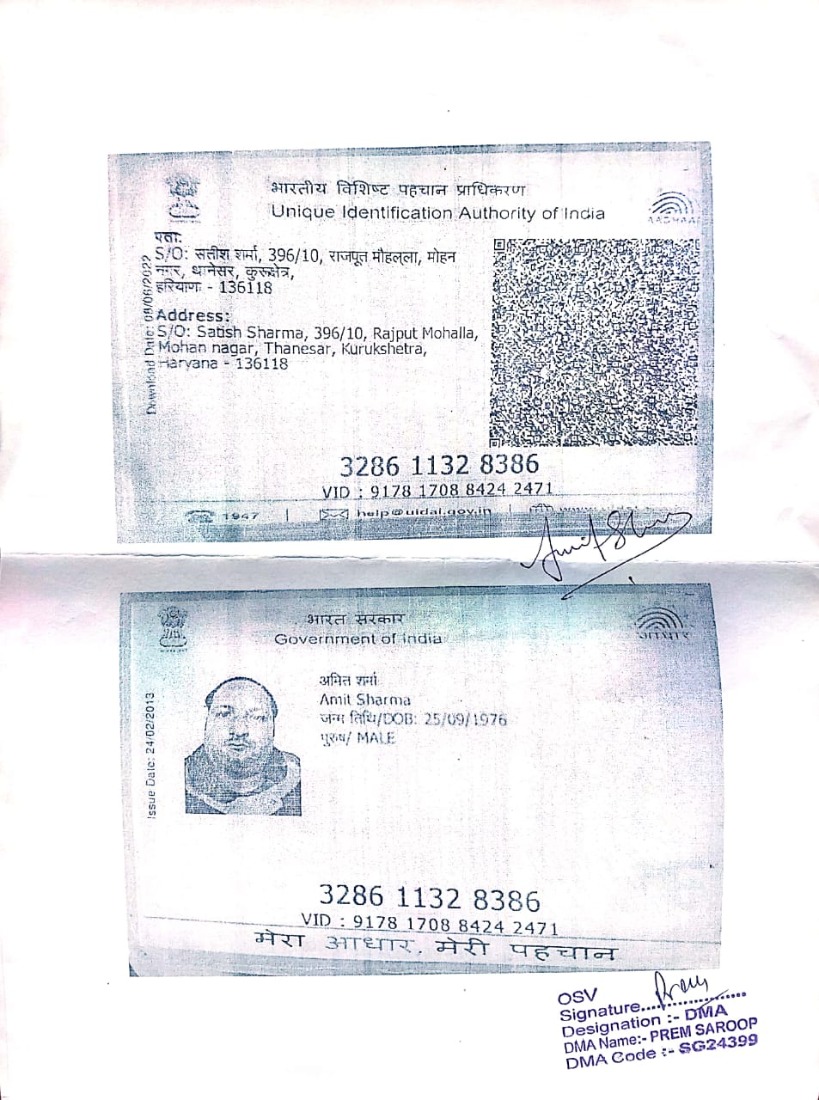 भारतीय विशिष्ट पहचान प्राधिकरण
Unique Identification Authority of India
AADHAAR
पता:
S/O: सतीश शर्मा, 396/10, राजपूत मौहल्ला, मोहन
नगर, थानेसर, कुरुक्षेत्र,
हरियाणा - 136118
Address:
S/O: Satish Sharma, 396/10, Rajput Mohalla,
Mohan nagar, Thanesar, Kurukshetra,
Haryana - 136118
Download Date: 09/06/2022
3286 1132 8386
VID : 9178 1708 8424 2471
1947 | help@uidai.gov.in |
भारत सरकार
Government of India
आधार
अमित शर्मा
Amit Sharma
जन्म तिथि/DOB: 25/09/1976
पुरुष/ MALE
Issue Date: 24/02/2013
3286 1132 8386
VID : 9178 1708 8424 2471
मेरा आधार, मेरी पहचान
OSV
Signature.......Prem.......
Designation :- DMA
DMA Name:- PREM SAROOP
DMA Code :- SG24399